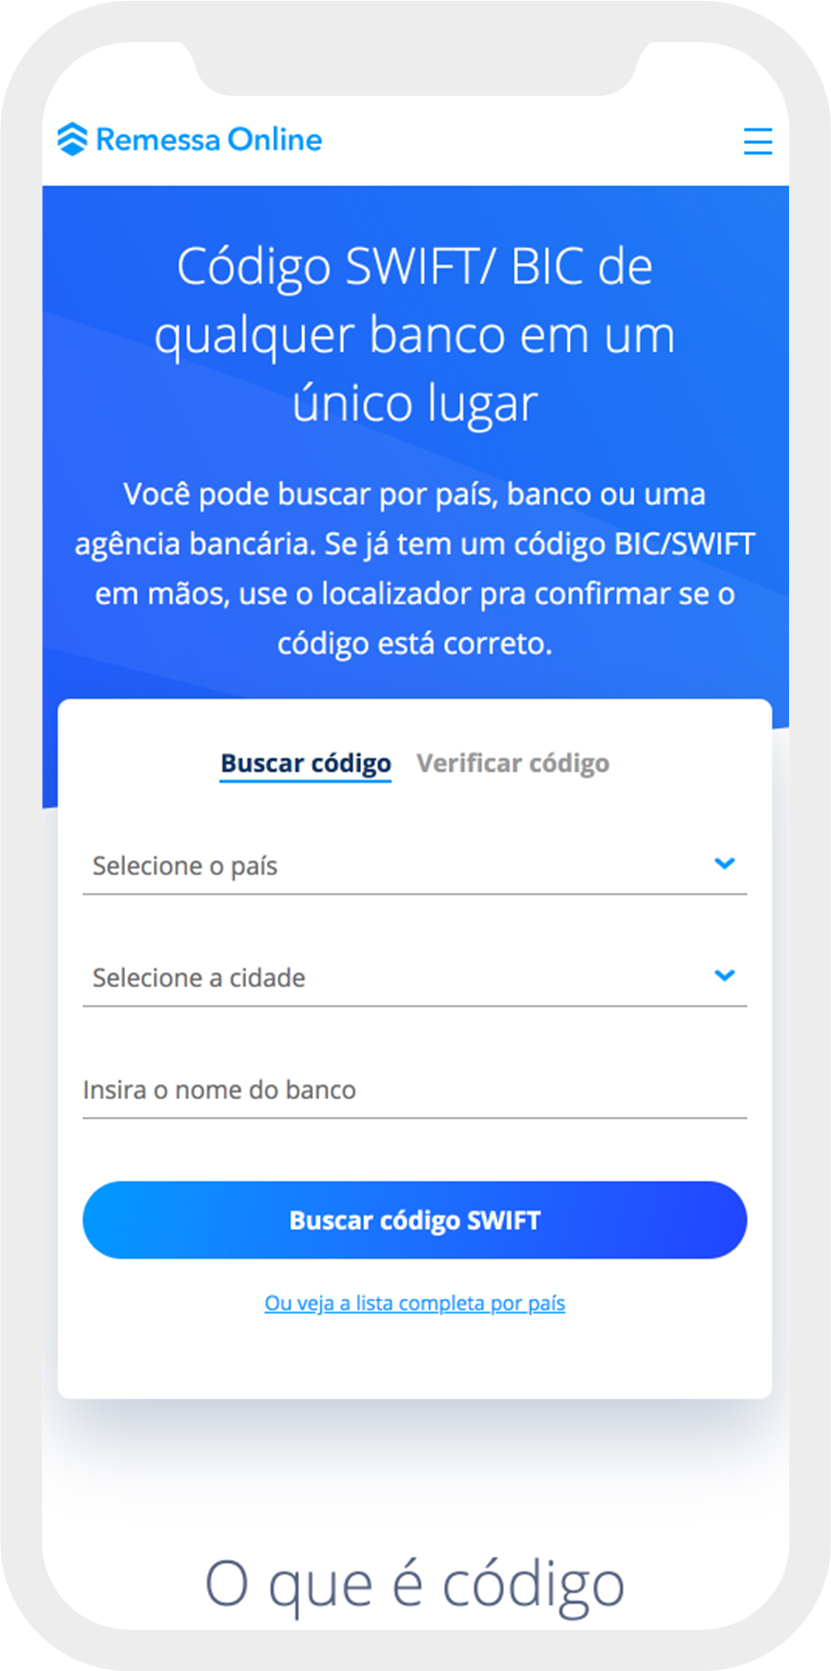 Remessa Online
Código SWIFT/ BIC de
qualquer banco em um
único lugar
Você pode buscar por país, banco ou uma
agência bancária. Se já tem um código BIC/SWIFT
em mãos, use o localizador pra confirmar se o
código está correto.
Buscar código Verificar código
Selecione o país
Selecione a cidade
Insira o nome do banco
Buscar código SWIFT
Ou veja a lista completa por país
O que é código